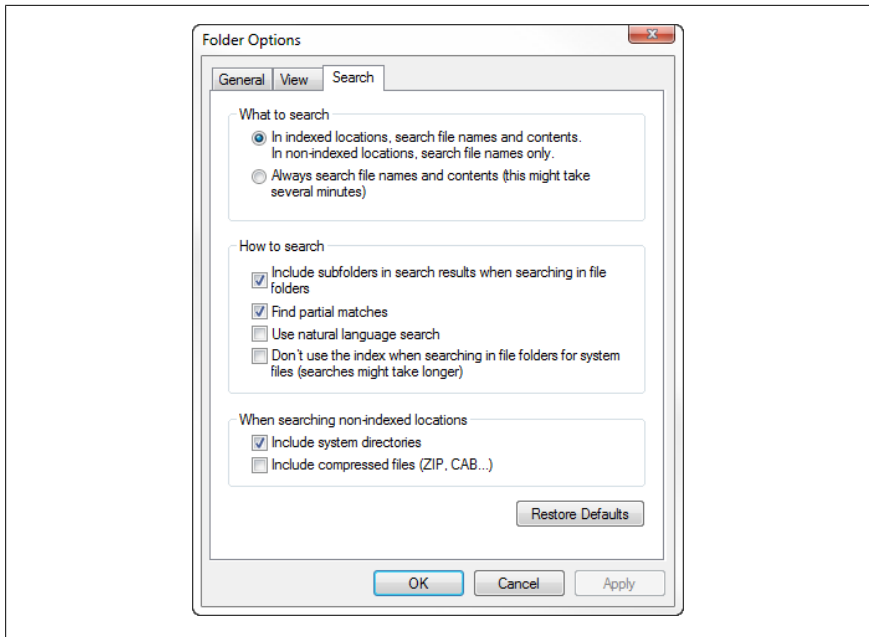 Folder Options
General View Search
What to search
In indexed locations, search file names and contents.
In non-indexed locations, search file names only.
Always search file names and contents (this might take
several minutes)
How to search
Include subfolders in search results when searching in file
folders
Find partial matches
Use natural language search
Don't use the index when searching in file folders for system
files (searches might take longer)
When searching non-indexed locations
Include system directories
Include compressed files (ZIP, CAB...)
Restore Defaults
OK Cancel Apply